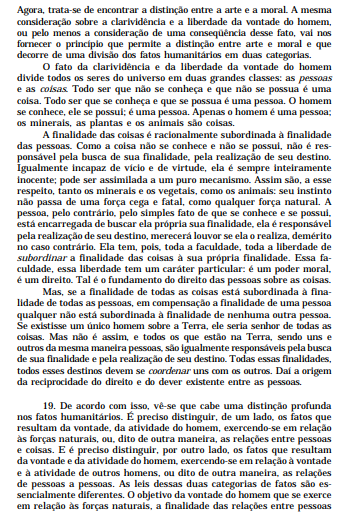 Agora, trata-se de encontrar a distinção entre a arte e a moral. A mesma
consideração sobre a clarividência e a liberdade da vontade do homem,
ou pelo menos a consideração de uma conseqüência desse fato, vai nos
fornecer o princípio que permite a distinção entre arte e moral e que
decorre de uma divisão dos fatos humanitários em duas categorias.
O fato da clarividência e da liberdade da vontade do homem
divide todos os seres do universo em duas grandes classes: as pessoas
e as coisas. Todo ser que não se conheça e que não se possua é uma
coisa. Todo ser que se conheça e que se possua é uma pessoa. O homem
se conhece, ele se possui; é uma pessoa. Apenas o homem é uma pessoa;
os minerais, as plantas e os animais são coisas.
A finalidade das coisas é racionalmente subordinada à finalidade
das pessoas. Como a coisa não se conhece e não se possui, não é res-
ponsável pela busca de sua finalidade, pela realização de seu destino.
Igualmente incapaz de vício e de virtude, ela é sempre inteiramente
inocente; pode ser assimilada a um puro mecanismo. Assim são, a esse
respeito, tanto os minerais e os vegetais, como os animais: seu instinto
não passa de uma força cega e fatal, como qualquer força natural. A
pessoa, pelo contrário, pelo simples fato de que se conhece e se possui,
está encarregada de buscar ela própria sua finalidade, ela é responsável
pela realização de seu destino, merecerá louvor se ela o realiza, demérito
no caso contrário. Ela tem, pois, toda a faculdade, toda a liberdade de
subordinar a finalidade das coisas à sua própria finalidade. Essa fa-
culdade, essa liberdade tem um caráter particular: é um poder moral,
é um direito. Tal é o fundamento do direito das pessoas sobre as coisas.
Mas, se a finalidade de todas as coisas está subordinada à fina-
lidade de todas as pessoas, em compensação a finalidade de uma pessoa
qualquer não está subordinada à finalidade de nenhuma outra pessoa.
Se existisse um único homem sobre a Terra, ele seria senhor de todas as
coisas. Mas não é assim, e todos os que estão na Terra, sendo uns e
outros da mesma maneira pessoas, são igualmente responsáveis pela busca
de sua finalidade e pela realização de seu destino. Todas essas finalidades,
todos esses destinos devem se coordenar uns com os outros. Daí a origem
da reciprocidade do direito e do dever existente entre as pessoas.
19. De acordo com isso, vê-se que cabe uma distinção profunda
nos fatos humanitários. É preciso distinguir, de um lado, os fatos que
resultam da vontade, da atividade do homem, exercendo-se em relação
às forças naturais, ou, dito de outra maneira, as relações entre pessoas
e coisas. E é preciso distinguir, por outro lado, os fatos que resultam
da vontade e da atividade do homem, exercendo-se em relação à vontade
e à atividade de outros homens, ou dito de outra maneira, as relações
de pessoas a pessoas. As leis dessas duas categorias de fatos são es-
sencialmente diferentes. O objetivo da vontade do homem que se exerce
em relação às forças naturais, a finalidade das relações entre pessoas